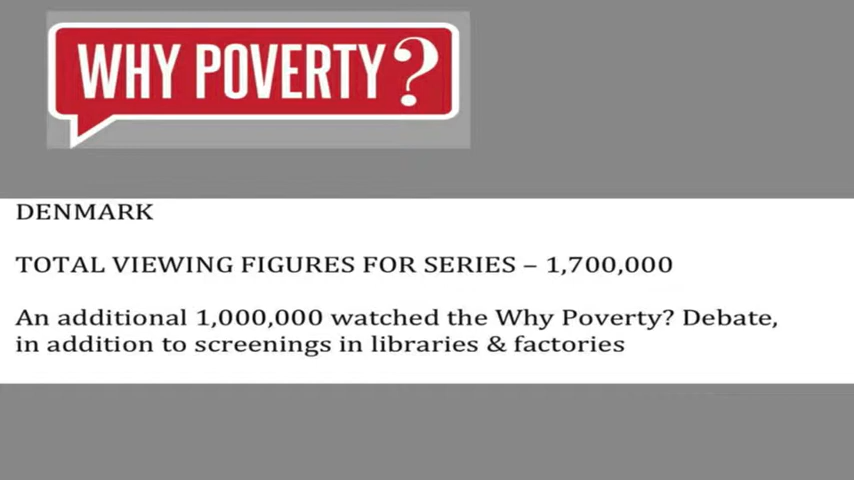 WHY POVERTY?
DENMARK
TOTAL VIEWING FIGURES FOR SERIES – 1,700,000
An additional 1,000,000 watched the Why Poverty? Debate,
in addition to screenings in libraries & factories